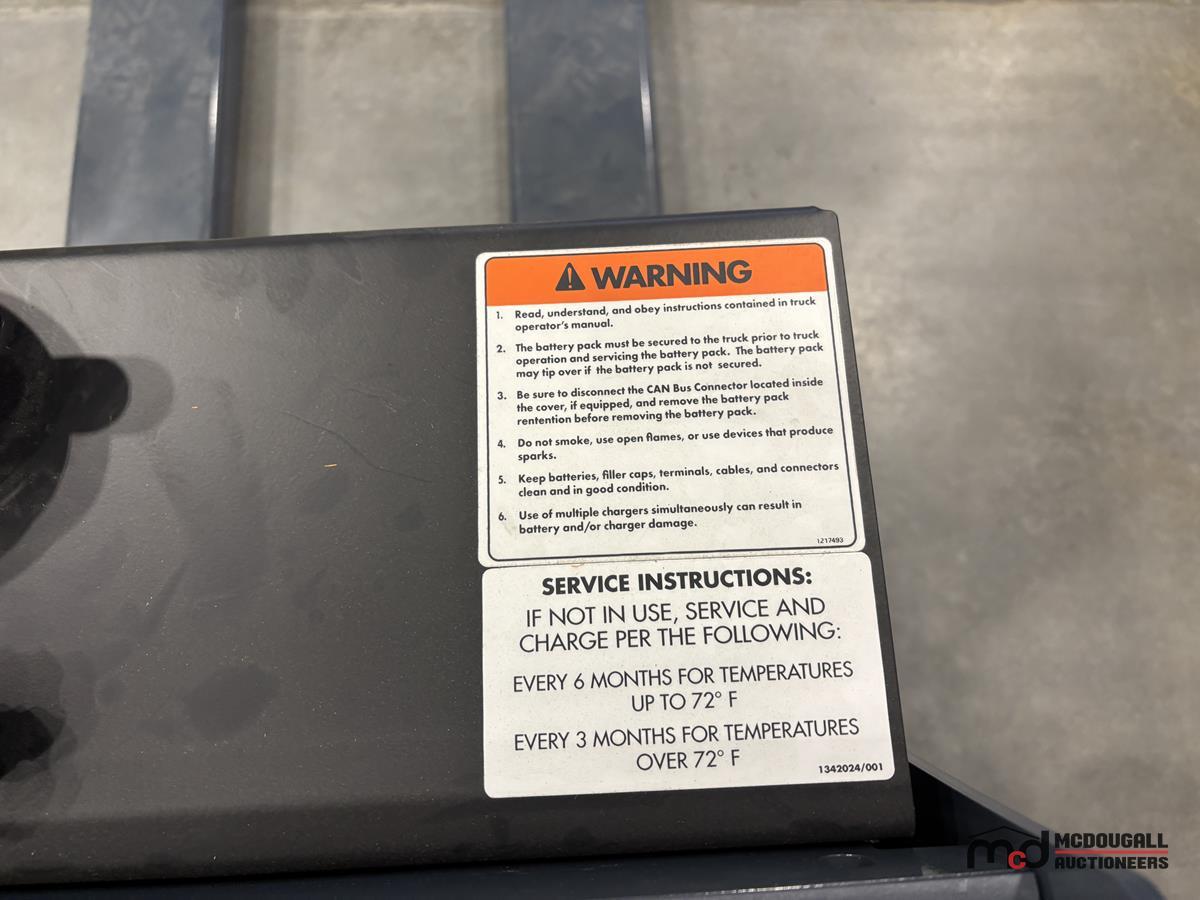 WARNING
1. Read, understand, and obey instructions contained in truck
operator's manual.
2. The battery pack must be secured to the truck prior to truck
operation and servicing the battery pack. The battery pack
may tip over if the battery pack is not secured.
3. Be sure to disconnect the CAN Bus Connector located inside
the cover, if equipped, and remove the battery pack
rentention before removing the battery pack.
4. Do not smoke, use open flames, or use devices that produce
sparks.
5. Keep batteries, filler caps, terminals, cables, and connectors
clean and in good condition.
6. Use of multiple chargers simultaneously can result in
battery and/or charger damage.
1217493
SERVICE INSTRUCTIONS:
IF NOT IN USE, SERVICE AND
CHARGE PER THE FOLLOWING:
EVERY 6 MONTHS FOR TEMPERATURES
UP TO 72° F
EVERY 3 MONTHS FOR TEMPERATURES
OVER 72° F
1342024/001
mcd MCDOUGALL
AUCTIONEERS